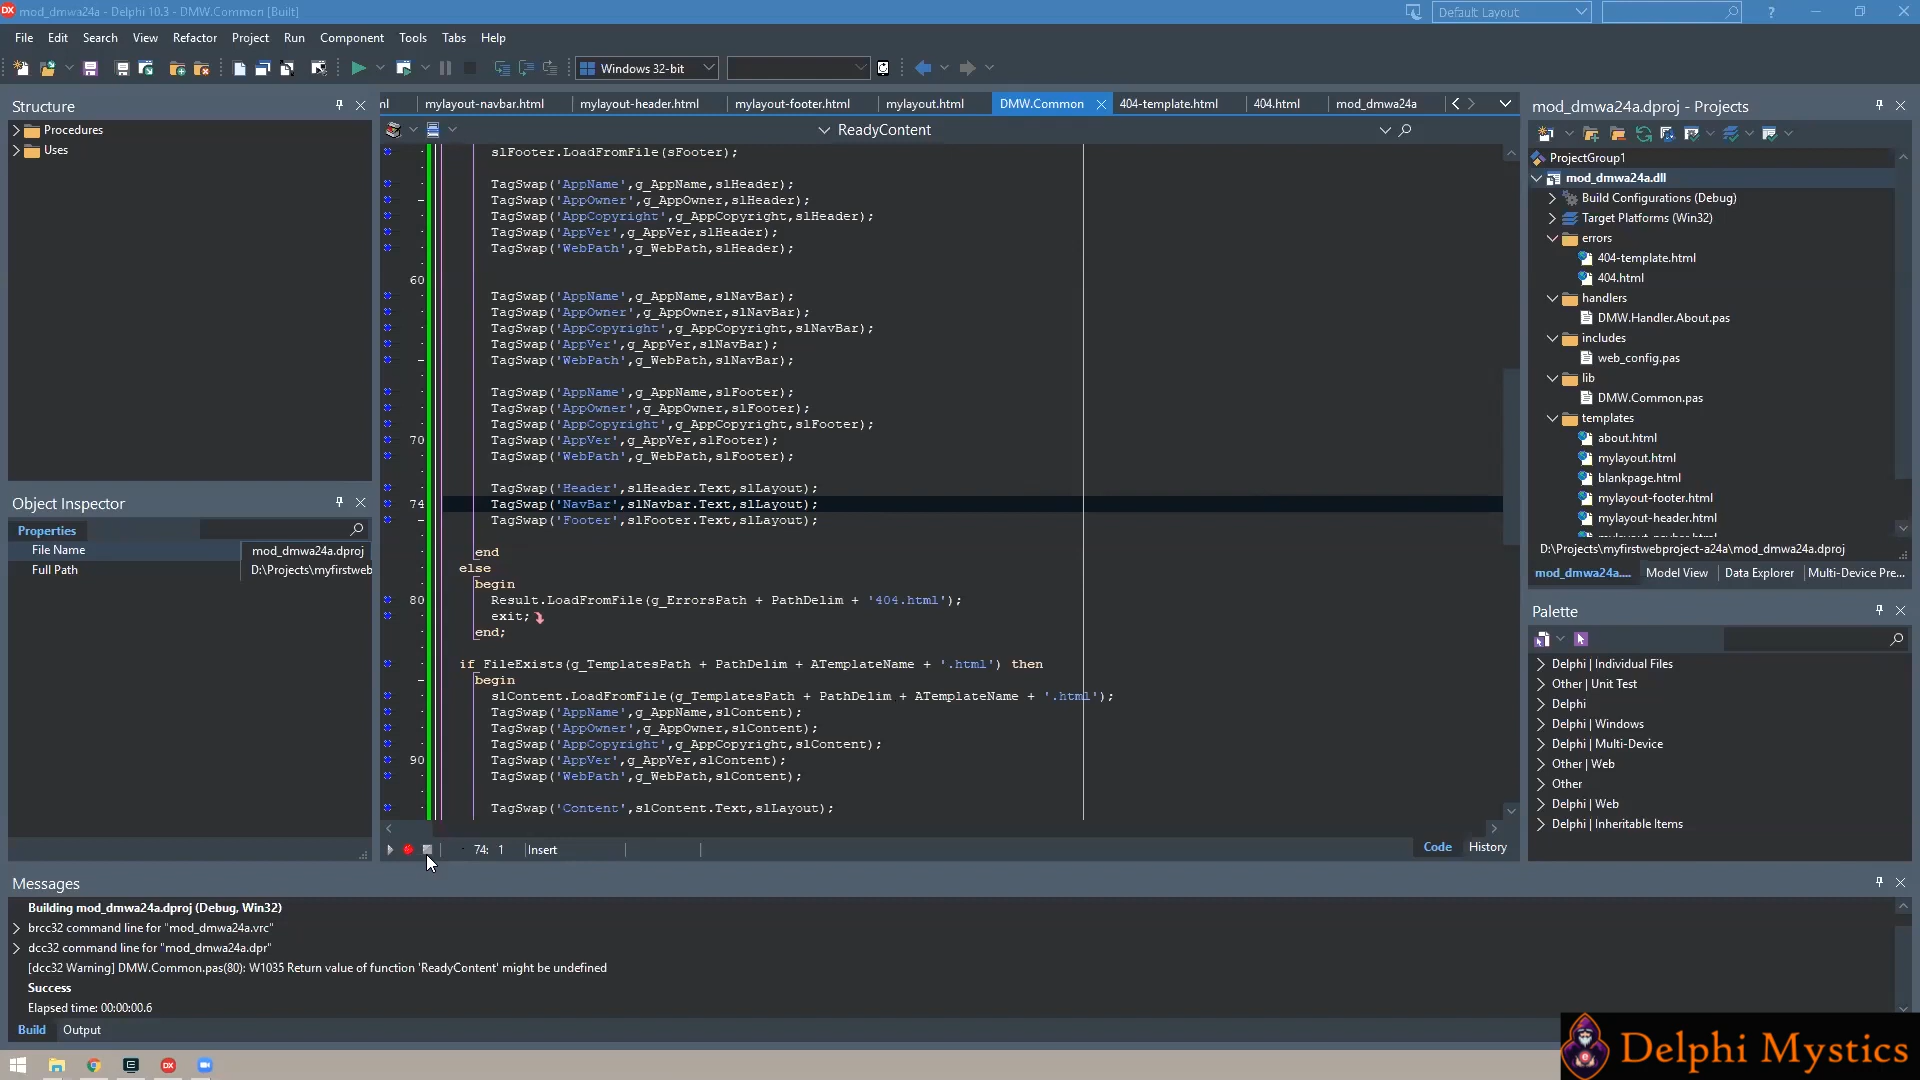 mod_dmwa24a - Delphi 10.3 - DMW.Common [Built]
Default Layout
File Edit Search View Refactor Project Run Component Tools Tabs Help
Windows 32-bit
Structure
Procedures
Uses
ml mylayout-navbar.html mylayout-header.html mylayout-footer.html mylayout.html DMW.Common 404-template.html 404.html mod_dmwa24a
ReadyContent
slFooter.LoadFromFile(sFooter);
TagSwap('AppName',g_AppName,slHeader);
TagSwap('AppOwner',g_AppOwner,slHeader);
TagSwap('AppCopyright',g_AppCopyright,slHeader);
TagSwap('AppVer',g_AppVer,slHeader);
TagSwap('WebPath',g_WebPath,slHeader);
60
TagSwap('AppName',g_AppName,slNavBar);
TagSwap('AppOwner',g_AppOwner,slNavBar);
TagSwap('AppCopyright',g_AppCopyright,slNavBar);
TagSwap('AppVer',g_AppVer,slNavBar);
TagSwap('WebPath',g_WebPath,slNavBar);
TagSwap('AppName',g_AppName,slFooter);
TagSwap('AppOwner',g_AppOwner,slFooter);
TagSwap('AppCopyright',g_AppCopyright,slFooter);
70 TagSwap('AppVer',g_AppVer,slFooter);
TagSwap('WebPath',g_WebPath,slFooter);
TagSwap('Header',slHeader.Text,slLayout);
74 TagSwap('NavBar',slNavbar.Text,slLayout);
TagSwap('Footer',slFooter.Text,slLayout);
end
else
begin
80 Result.LoadFromFile(g_ErrorsPath + PathDelim + '404.html');
exit;
end;
if FileExists(g_TemplatesPath + PathDelim + ATemplateName + '.html') then
begin
slContent.LoadFromFile(g_TemplatesPath + PathDelim + ATemplateName + '.html');
TagSwap('AppName',g_AppName,slContent);
TagSwap('AppOwner',g_AppOwner,slContent);
TagSwap('AppCopyright',g_AppCopyright,slContent);
90 TagSwap('AppVer',g_AppVer,slContent);
TagSwap('WebPath',g_WebPath,slContent);
TagSwap('Content',slContent.Text,slLayout);
74: 1 Insert
Code History
Object Inspector
Properties
File Name mod_dmwa24a.dproj
Full Path D:\Projects\myfirstweb
mod_dmwa24a.dproj - Projects
ProjectGroup1
mod_dmwa24a.dll
Build Configurations (Debug)
Target Platforms (Win32)
errors
404-template.html
404.html
handlers
DMW.Handler.About.pas
includes
web_config.pas
lib
DMW.Common.pas
templates
about.html
mylayout.html
blankpage.html
mylayout-footer.html
mylayout-header.html
D:\Projects\myfirstwebproject-a24a\mod_dmwa24a.dproj
mod_dmwa24a.... Model View Data Explorer Multi-Device Pre...
Palette
Delphi | Individual Files
Other | Unit Test
Delphi
Delphi | Windows
Delphi | Multi-Device
Other | Web
Other
Delphi | Web
Delphi | Inheritable Items
Messages
Building mod_dmwa24a.dproj (Debug, Win32)
brcc32 command line for "mod_dmwa24a.vrc"
dcc32 command line for "mod_dmwa24a.dpr"
[dcc32 Warning] DMW.Common.pas(80): W1035 Return value of function 'ReadyContent' might be undefined
Success
Elapsed time: 00:00:00.6
Build Output
Delphi Mystics